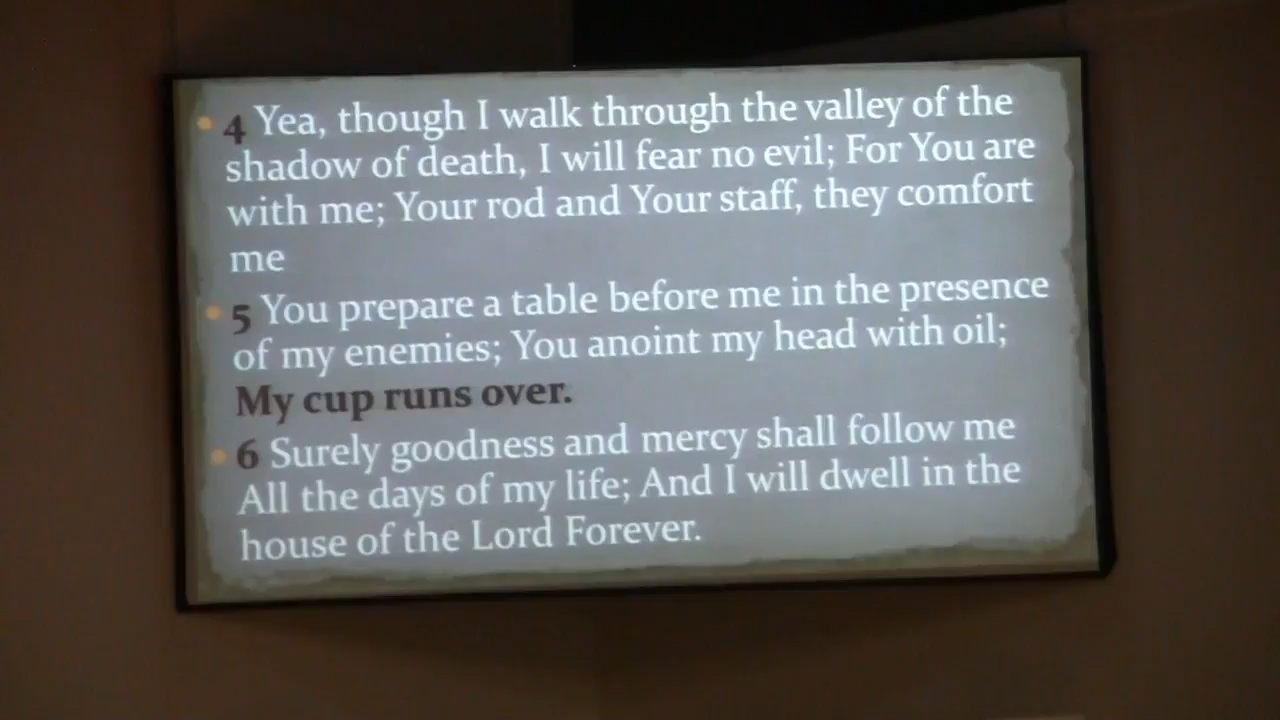 • 4 Yea, though I walk through the valley of the
shadow of death, I will fear no evil; For You are
with me; Your rod and Your staff, they comfort
me
• 5 You prepare a table before me in the presence
of my enemies; You anoint my head with oil;
My cup runs over.
• 6 Surely goodness and mercy shall follow me
All the days of my life; And I will dwell in the
house of the Lord Forever.